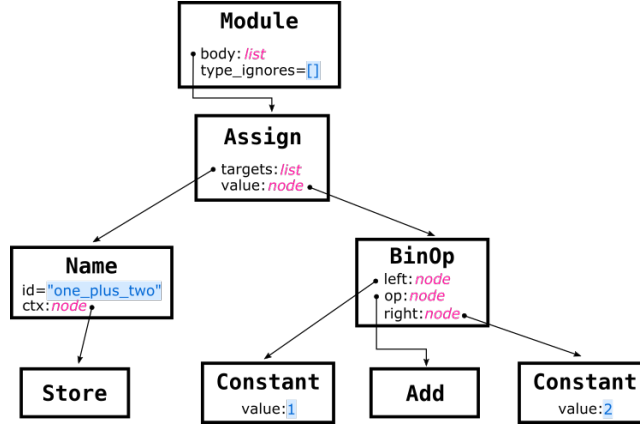 Module
body:list
type_ignores=[]
Assign
targets:list
value:node
Name
id="one_plus_two"
ctx:node
BinOp
left:node
op:node
right:node
Store
Constant
value:1
Add
Constant
value:2